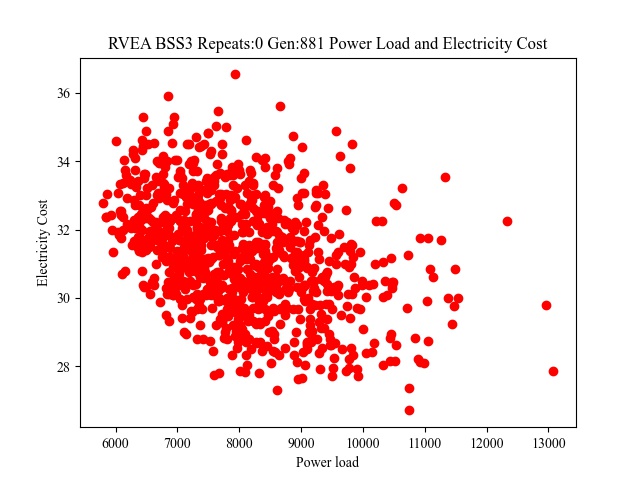 RVEA BSS3 Repeats:0 Gen:881 Power Load and Electricity Cost
36
34
32
30
28
Electricity Cost
6000 7000 8000 9000 10000 11000 12000 13000
Power load